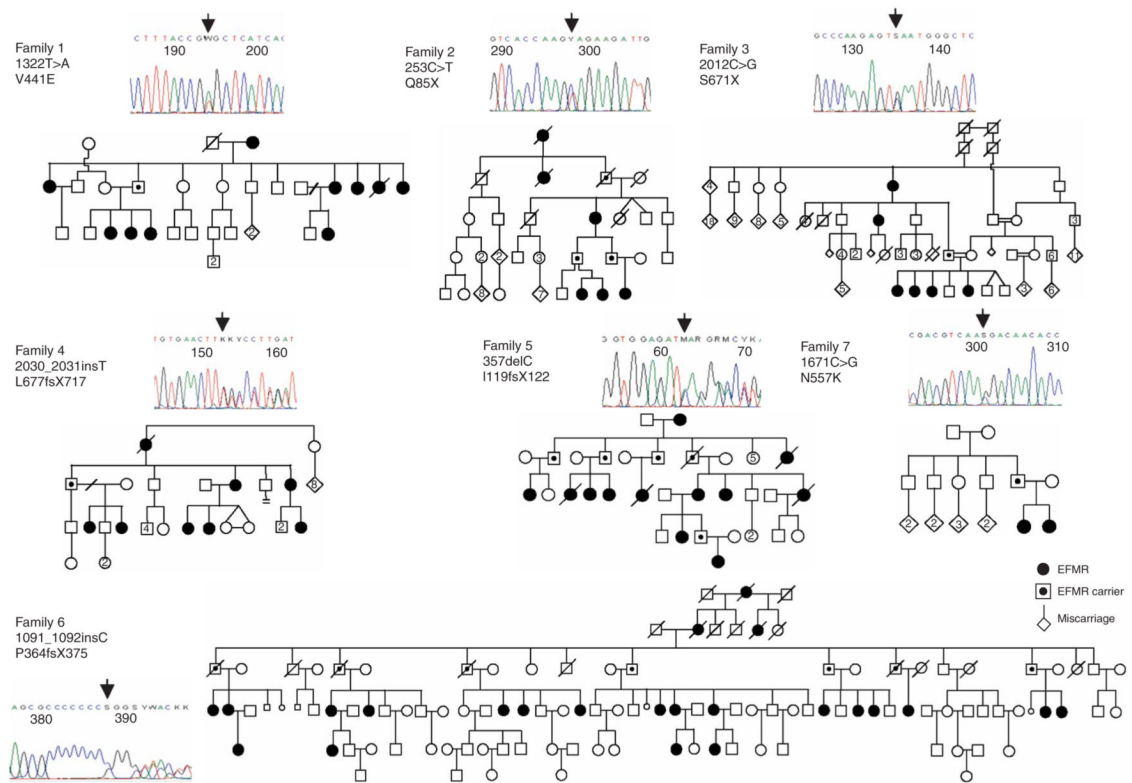 Family 1
1322T>A
V441E
CTTTACCGWGCTCATCAC
190 200
Family 2
253C>T
Q85X
GTCACCAAGYAGAAGATTG
290 300
Family 3
2012C>G
S671X
GCCCAAGAGTSAATGGGCTC
130 140
4
18 9 8 5
3
2
2
2
2 2 3
8 7
4 2 3 3
5
6 11
3 6
Family 4
2030_2031insT
L677fsX717
TGTGAACTTKKYCCTTGAT
150 160
8
4 2
2
Family 5
357delC
I119fsX122
GGTGGAGATMARGRMCYK
60 70
5
2
Family 7
1671C>G
N557K
CGACGTCAASGACAACACC
300 310
2 2 3 2
EFMR
EFMR carrier
Miscarriage
Family 6
1091_1092insC
P364fsX375
AGCGCCCCCCCSGGSYWACKK
380 390